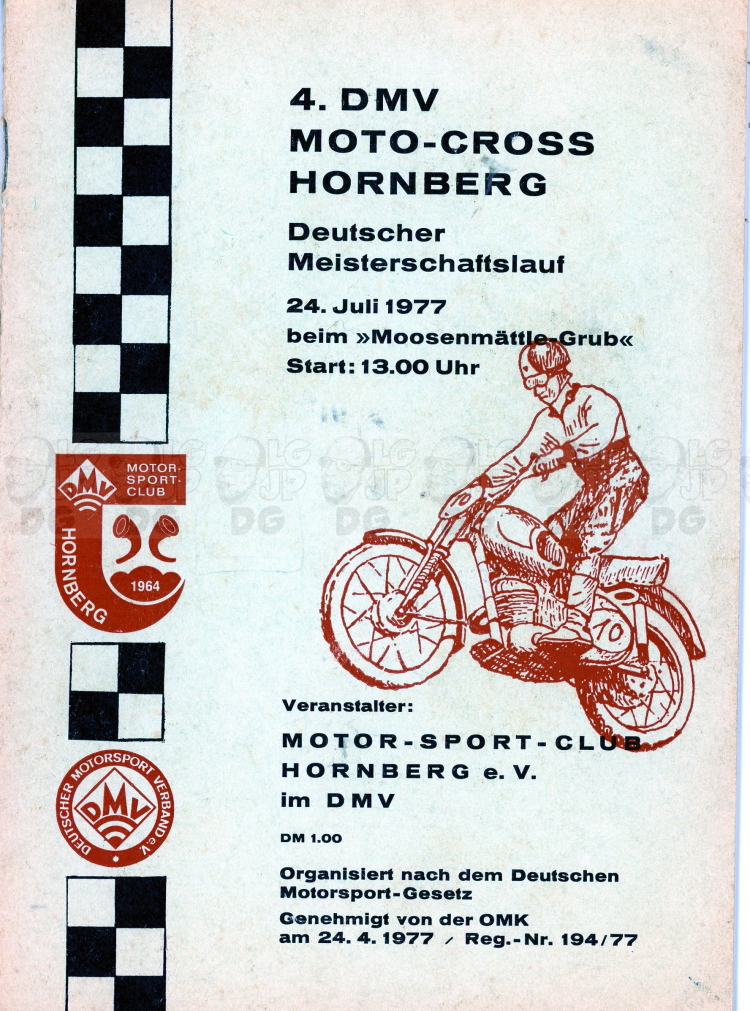 4. DMV
MOTO-CROSS
HORNBERG
Deutscher
Meisterschaftslauf
24. Juli 1977
beim »Moosenmättle-Grub«
Start: 13.00 Uhr
DMV
MOTOR-
SPORT-
CLUB
HORNBERG
1964
10
Veranstalter:
MOTOR-SPORT-CLUB
HORNBERG e. V.
im DMV
DEUTSCHER MOTORSPORT VERBAND e.V.
DMV
DM 1.00
Organisiert nach dem Deutschen
Motorsport-Gesetz
Genehmigt von der OMK
am 24. 4. 1977 / Reg.-Nr. 194/77